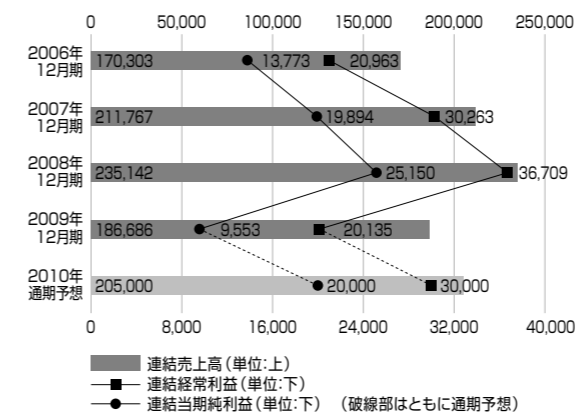 0 50,000 100,000 150,000 200,000 250,000
2006年
12月期
170,303 13,773 20,963
2007年
12月期
211,767 19,894 30,263
2008年
12月期
235,142 25,150 36,709
2009年
12月期
186,686 9,553 20,135
2010年
通期予想
205,000 20,000 30,000
0 8,000 16,000 24,000 32,000 40,000
連結売上高（単位：上）
連結経常利益（単位：下）
連結当期純利益（単位：下） （破線部はともに通期予想）